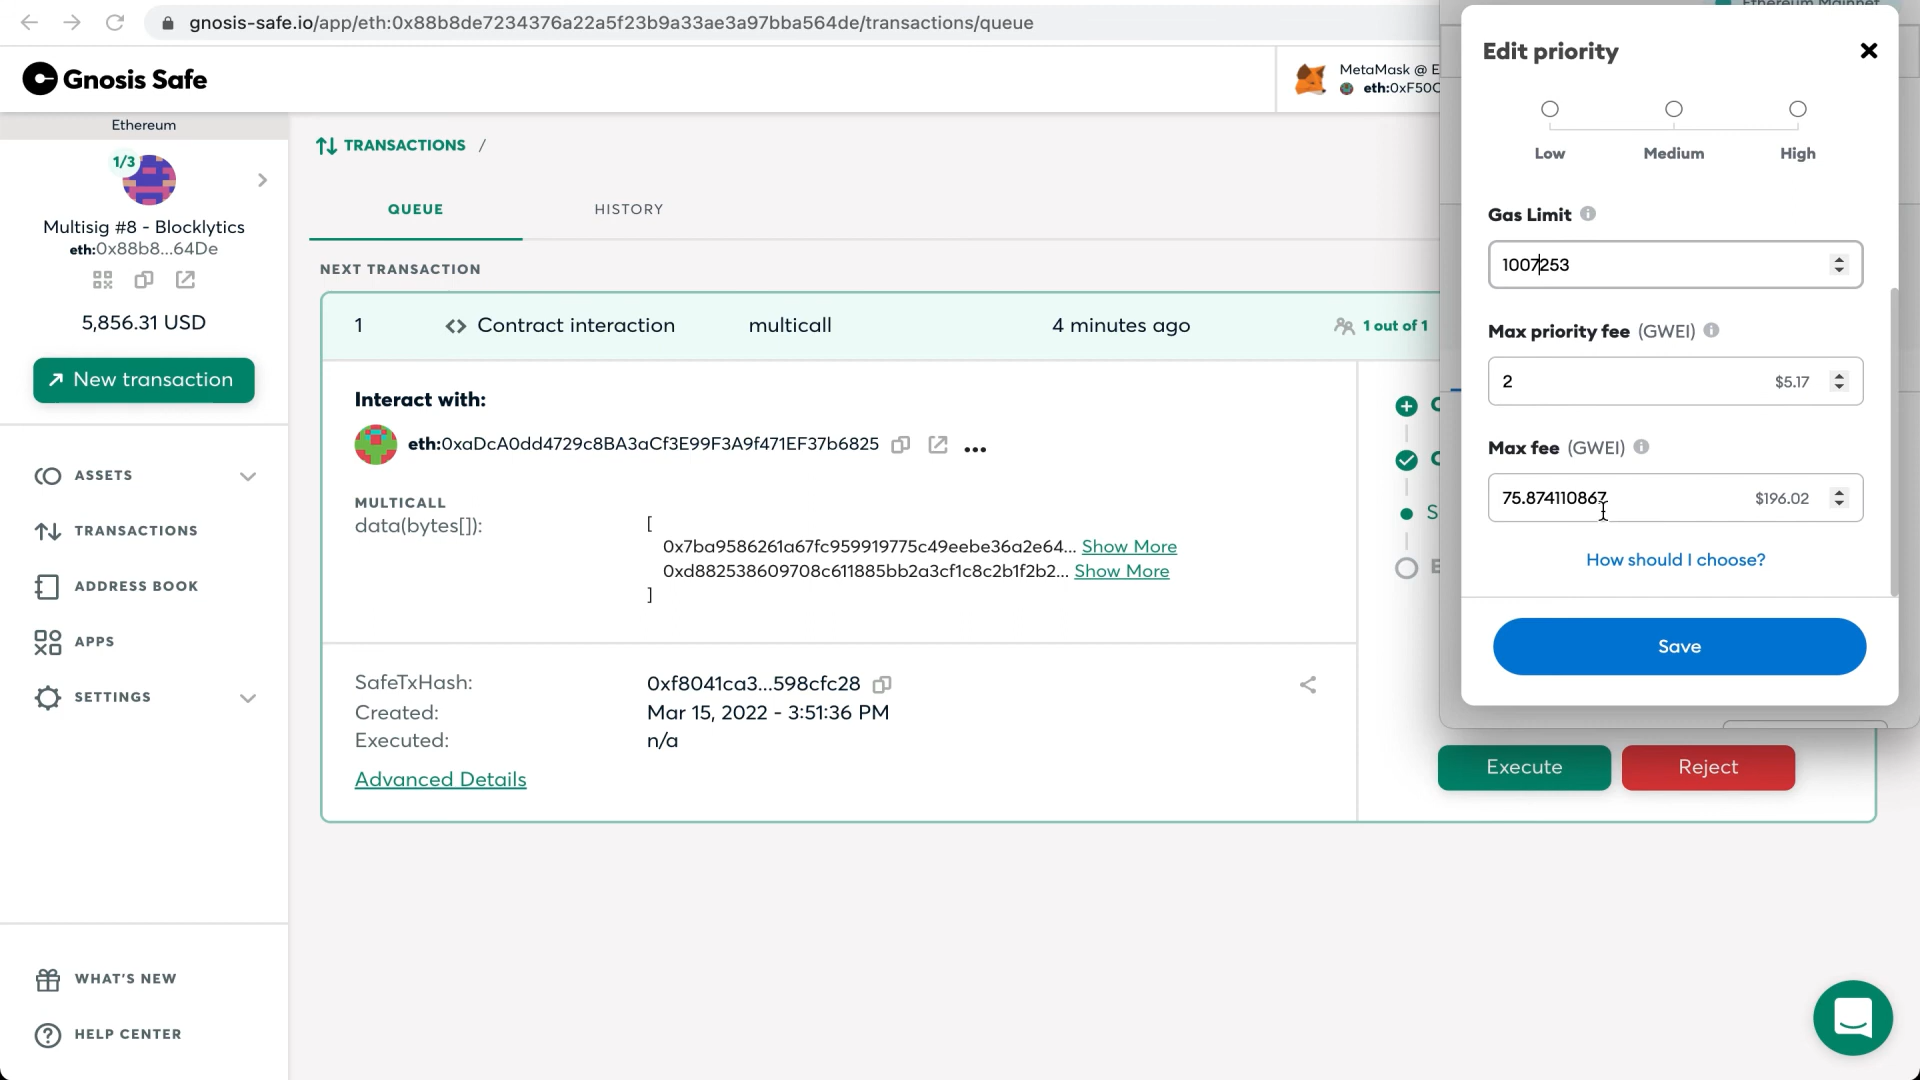 gnosis-safe.io/app/eth:0x88b8de7234376a22a5f23b9a33ae3a97bba564de/transactions/queue
Gnosis Safe
MetaMask @ E
eth:0xF50C
Ethereum
1/3
Multisig #8 - Blocklytics
eth:0x88b8...64De
5,856.31 USD
New transaction
ASSETS
TRANSACTIONS
ADDRESS BOOK
APPS
SETTINGS
WHAT'S NEW
HELP CENTER
TRANSACTIONS /
QUEUE HISTORY
NEXT TRANSACTION
1 <> Contract interaction multicall 4 minutes ago 1 out of 1
Interact with:
eth:0xaDcA0dd4729c8BA3aCf3E99F3A9f471EF37b6825 ...
MULTICALL
data(bytes[]): [
0x7ba9586261a67fc959919775c49eebe36a2e64... Show More
0xd882538609708c611885bb2a3cf1c8c2b1f2b2... Show More
]
SafeTxHash: 0xf8041ca3...598cfc28
Created: Mar 15, 2022 - 3:51:36 PM
Executed: n/a
Advanced Details
C
C
S
E
Execute Reject
Ethereum Mainnet
Edit priority
Low Medium High
Gas Limit
1007253
Max priority fee (GWEI)
2 $5.17
Max fee (GWEI)
75.874110867 $196.02
How should I choose?
Save